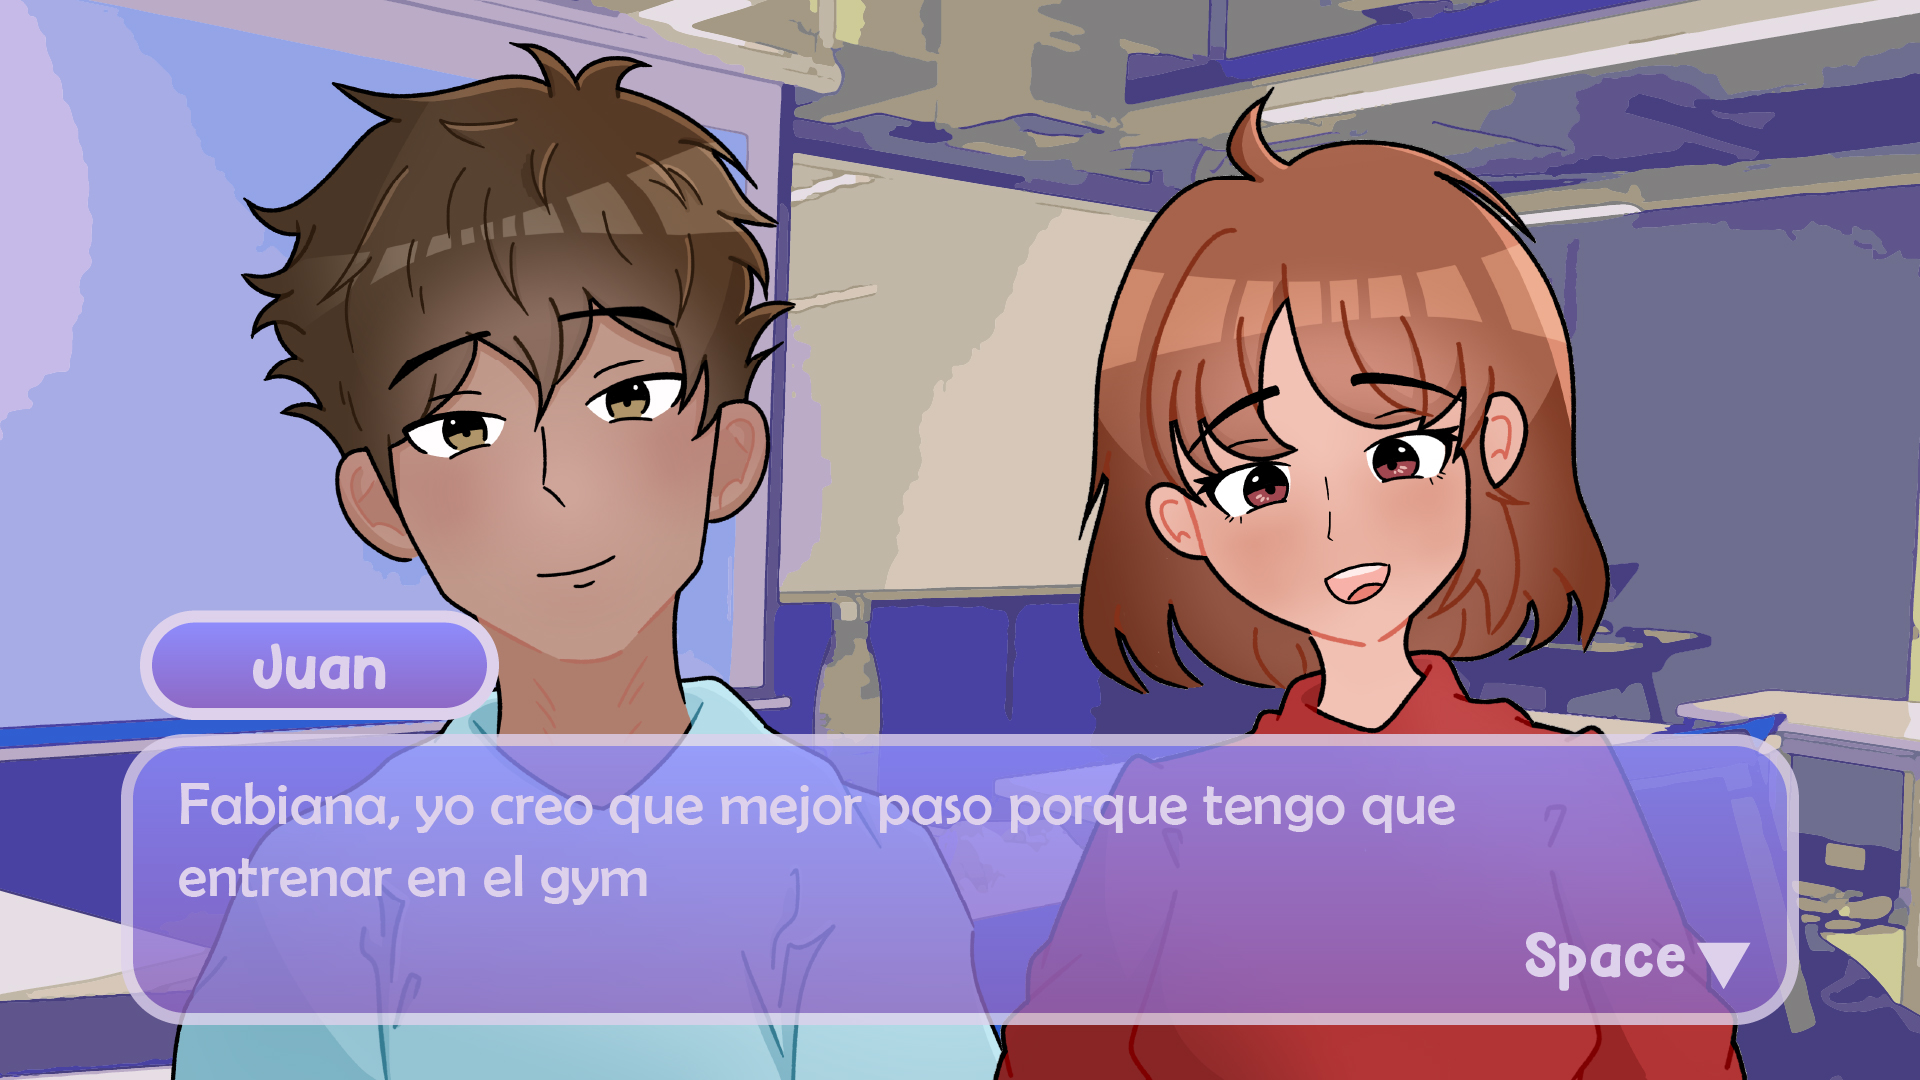 Juan
Fabiana, yo creo que mejor paso porque tengo que
entrenar en el gym
Space